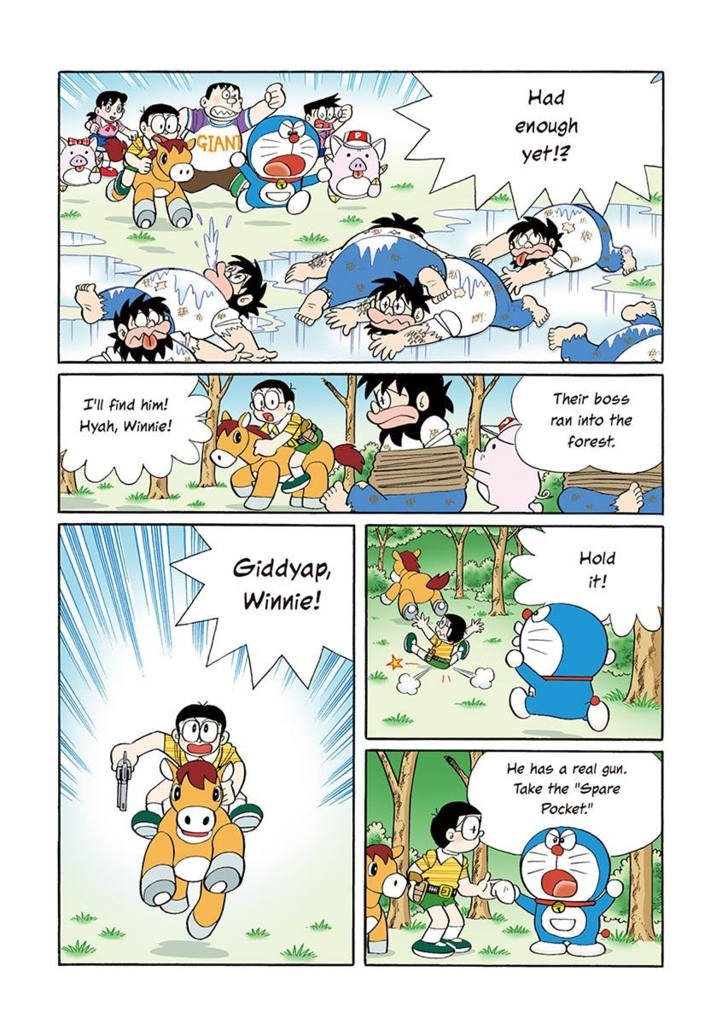 Had
enough
yet!?
GIANT
P
I'll find him!
Hyah, Winnie!
Their boss
ran into the
forest.
Giddyap,
Winnie!
Hold
it!
He has a real gun.
Take the "Spare
Pocket."